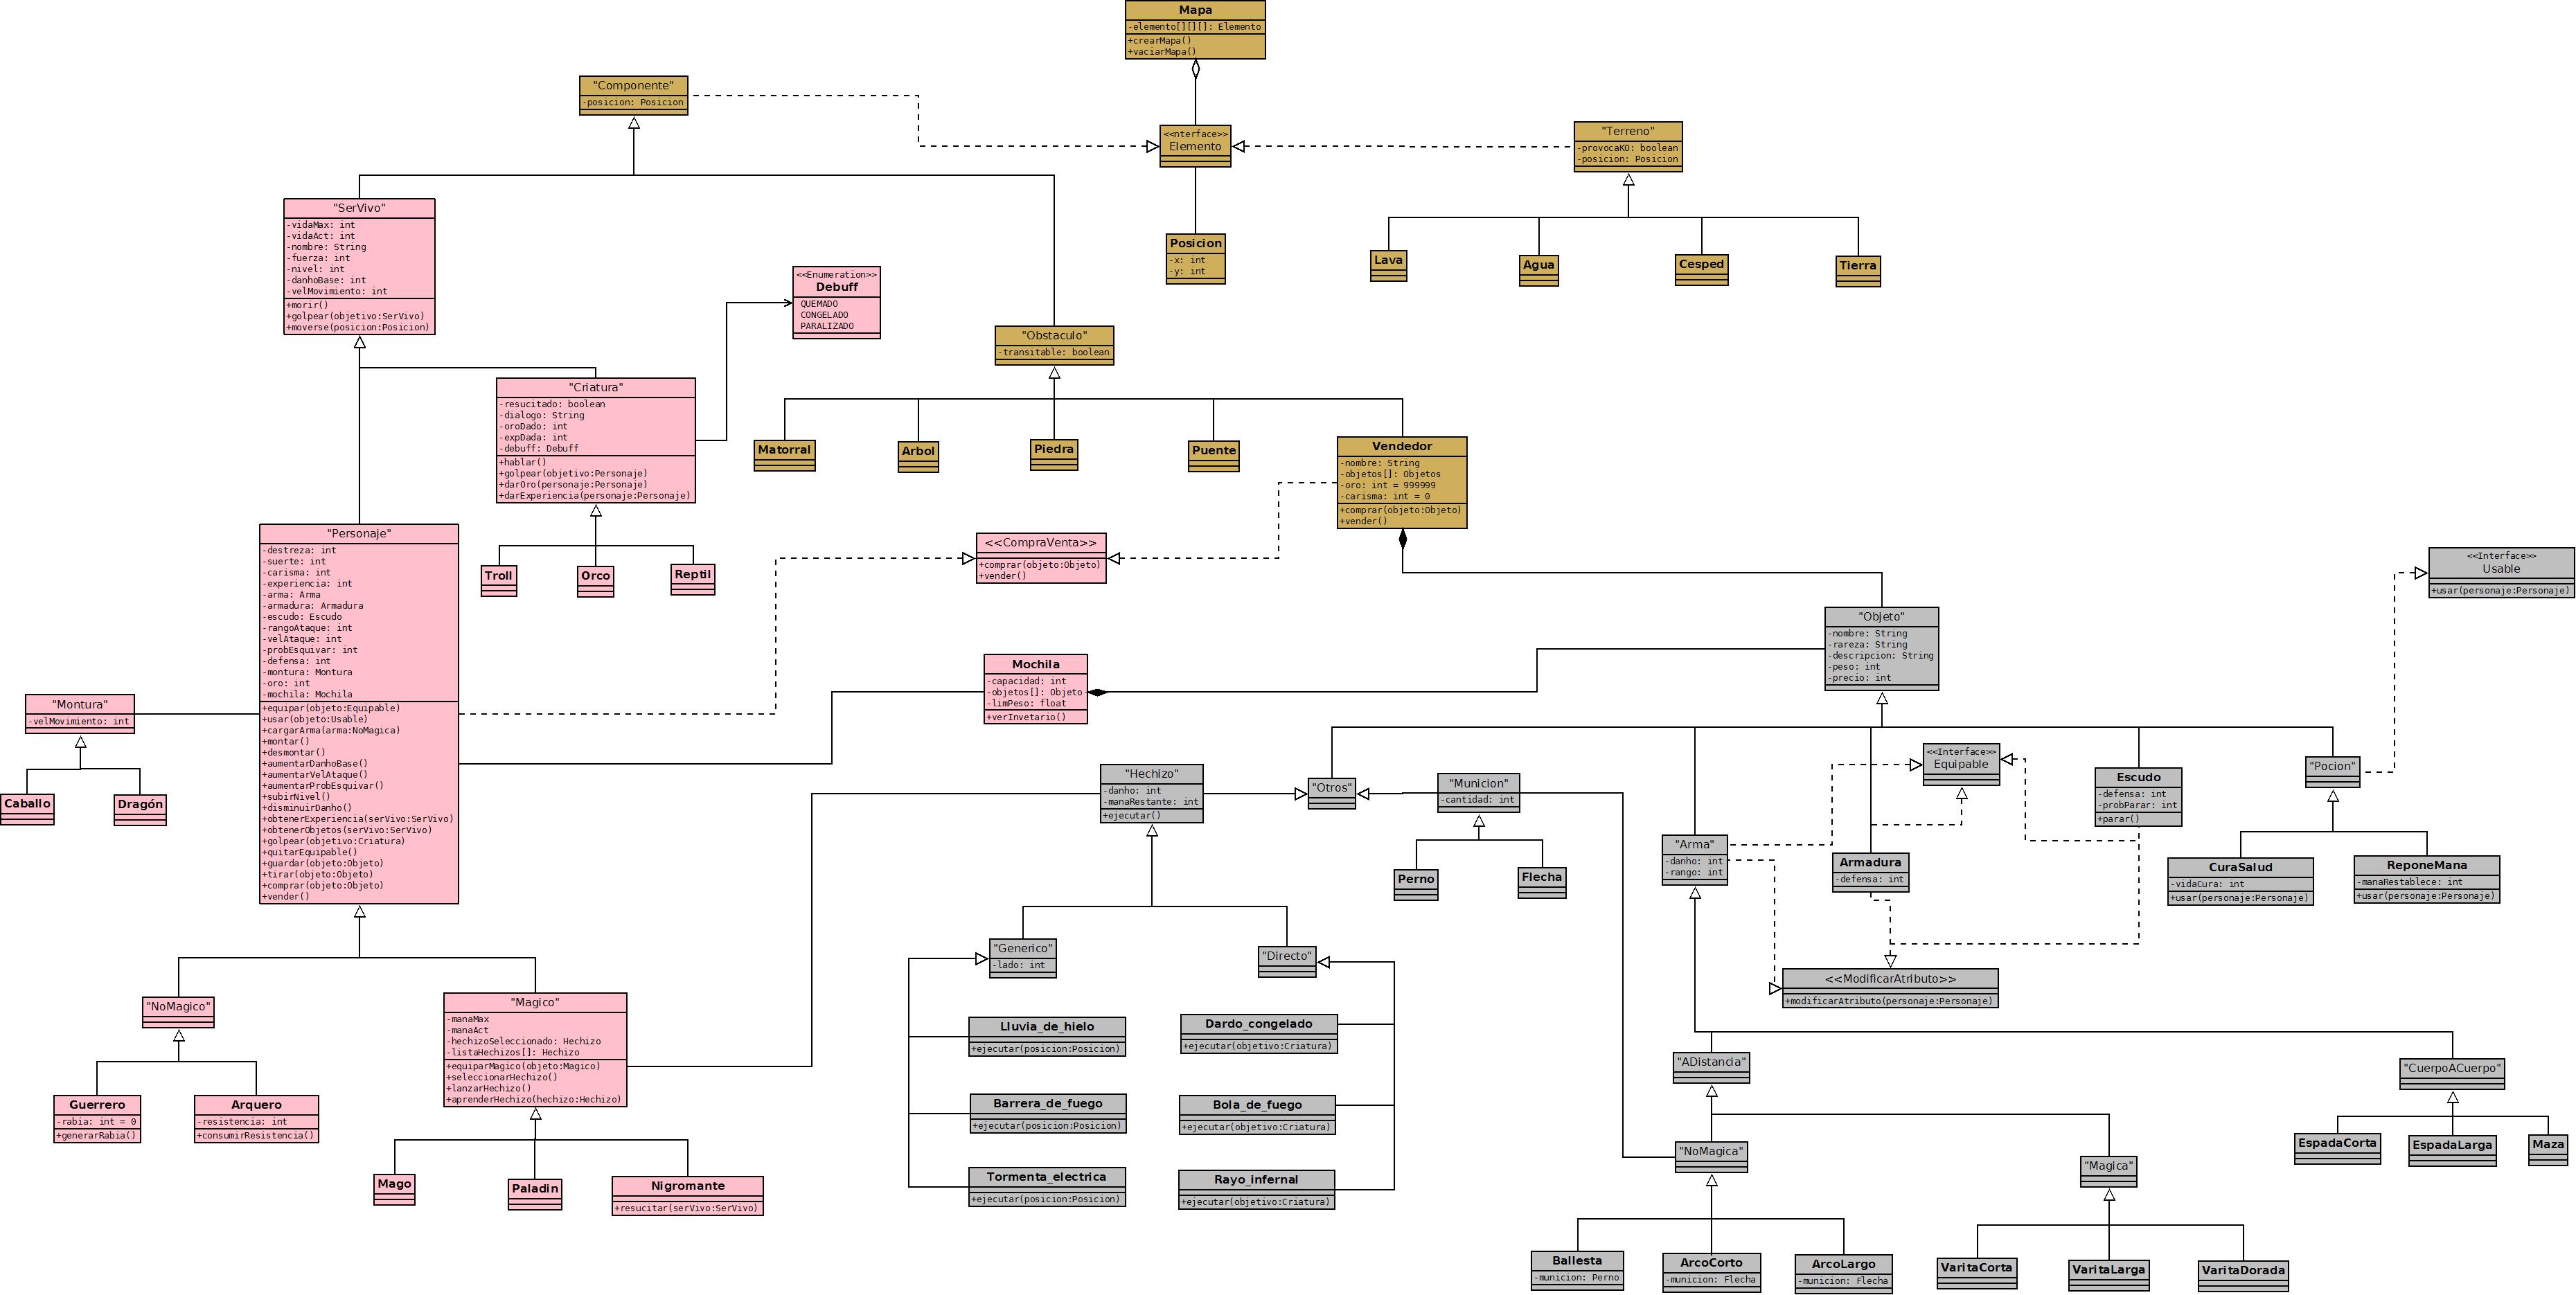 Mapa
-elemento[][][]: Elemento
+crearMapa()
+vaciarMapa()
"Componente"
-posicion: Posicion
<<nterface>>
Elemento
"Terreno"
-provocaKO: boolean
-posicion: Posicion
Posicion
-x: int
-y: int
Lava
Agua
Cesped
Tierra
"SerVivo"
-vidaMax: int
-vidaAct: int
-nombre: String
-fuerza: int
-nivel: int
-danhoBase: int
-velMovimiento: int
+morir()
+golpear(objetivo:SerVivo)
+moverse(posicion:Posicion)
<<Enumeration>>
Debuff
QUEMADO
CONGELADO
PARALIZADO
"Obstaculo"
-transitable: boolean
"Criatura"
-resucitado: boolean
-dialogo: String
-oroDado: int
-expDada: int
-debuff: Debuff
+hablar()
+golpear(objetivo:Personaje)
+darOro(personaje:Personaje)
+darExperiencia(personaje:Personaje)
Matorral
Arbol
Piedra
Puente
Vendedor
-nombre: String
-objetos[]: Objetos
-oro: int = 999999
-carisma: int = 0
+comprar(objeto:Objeto)
+vender()
Troll
Orco
Reptil
<<CompraVenta>>
+comprar(objeto:Objeto)
+vender()
<<Interface>>
Usable
+usar(personaje:Personaje)
"Personaje"
-destreza: int
-suerte: int
-carisma: int
-experiencia: int
-arma: Arma
-armadura: Armadura
-escudo: Escudo
-rangoAtaque: int
-velAtaque: int
-probEsquivar: int
-defensa: int
-montura: Montura
-oro: int
-mochila: Mochila
+equipar(objeto:Equipable)
+usar(objeto:Usable)
+cargarArma(arma:NoMagica)
+montar()
+desmontar()
+aumentarDanhoBase()
+aumentarVelAtaque()
+aumentarProbEsquivar()
+subirNivel()
+disminuirDanho()
+obtenerExperiencia(serVivo:SerVivo)
+obtenerObjetos(serVivo:SerVivo)
+golpear(objetivo:Criatura)
+quitarEquipable()
+guardar(objeto:Objeto)
+tirar(objeto:Objeto)
+comprar(objeto:Objeto)
+vender()
"Montura"
-velMovimiento: int
Caballo
Dragón
Mochila
-capacidad: int
-objetos[]: Objeto
-limPeso: float
+verInvetario()
"Objeto"
-nombre: String
-rareza: String
-descripcion: String
-peso: int
-precio: int
"Hechizo"
-danho: int
-manaRestante: int
+ejecutar()
"Otros"
"Municion"
-cantidad: int
Perno
Flecha
"Arma"
-danho: int
-rango: int
Armadura
-defensa: int
<<Interface>>
Equipable
Escudo
-defensa: int
-probParar: int
+parar()
"Pocion"
CuraSalud
-vidaCura: int
+usar(personaje:Personaje)
ReponeMana
-manaRestablece: int
+usar(personaje:Personaje)
<<ModificarAtributo>>
+modificarAtributo(personaje:Personaje)
"NoMagico"
"Magico"
-manaMax
-manaAct
-hechizoSeleccionado: Hechizo
-listaHechizos[]: Hechizo
+equiparMagico(objeto:Magico)
+seleccionarHechizo()
+lanzarHechizo()
+aprenderHechizo(hechizo:Hechizo)
Guerrero
-rabia: int = 0
+generarRabia()
Arquero
-resistencia: int
+consumirResistencia()
Mago
Paladin
Nigromante
+resucitar(serVivo:SerVivo)
"Generico"
-lado: int
"Directo"
Lluvia_de_hielo
+ejecutar(posicion:Posicion)
Dardo_congelado
+ejecutar(objetivo:Criatura)
Barrera_de_fuego
+ejecutar(posicion:Posicion)
Bola_de_fuego
+ejecutar(objetivo:Criatura)
Tormenta_electrica
+ejecutar(posicion:Posicion)
Rayo_infernal
+ejecutar(objetivo:Criatura)
"ADistancia"
"CuerpoACuerpo"
"NoMagica"
"Magica"
EspadaCorta
EspadaLarga
Maza
Ballesta
-municion: Perno
ArcoCorto
-municion: Flecha
ArcoLargo
-municion: Flecha
VaritaCorta
VaritaLarga
VaritaDorada